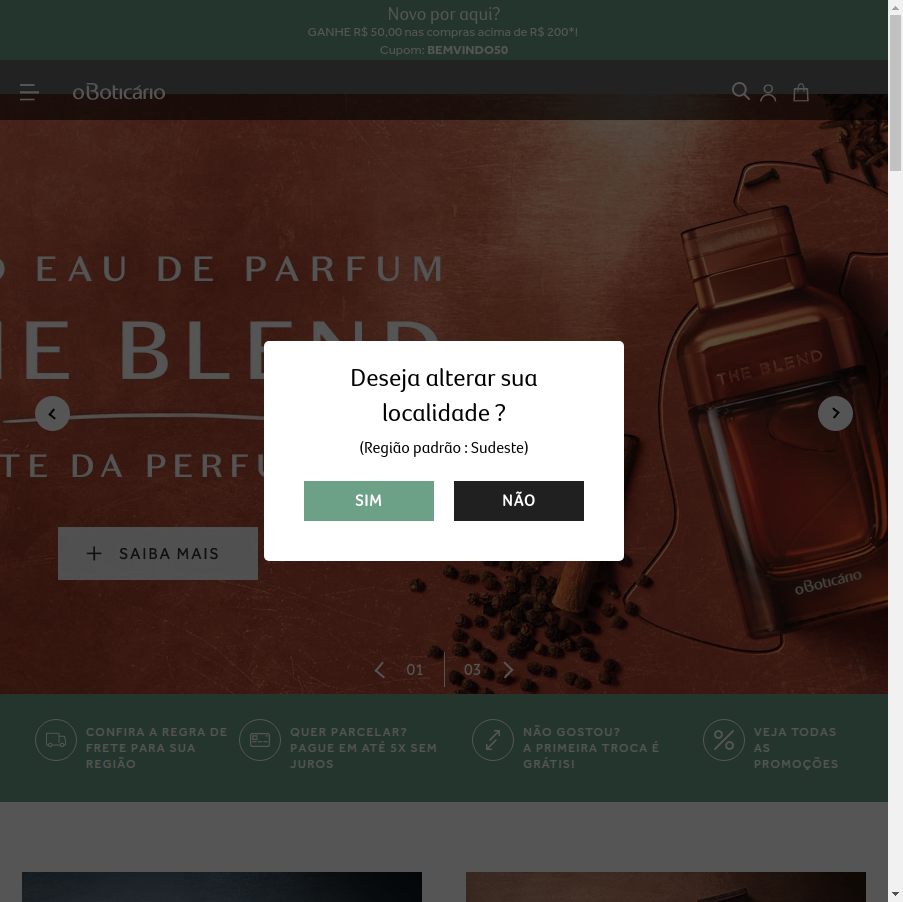 Novo por aqui?
GANHE R$ 50,00 nas compras acima de R$ 200*!
Cupom: BEMVINDO50
oBoticário
EAU DE PARFUM
THE BLEND
Deseja alterar sua
localidade ?
(Região padrão : Sudeste)
SIM
NÃO
SAIBA MAIS
THE BLEND
oBoticário
01
03
CONFIRA A REGRA DE
FRETE PARA SUA
REGIÃO
QUER PARCELAR?
PAGUE EM ATÉ 5X SEM
JUROS
NÃO GOSTOU?
A PRIMEIRA TROCA É
GRÁTIS!
VEJA TODAS
AS
PROMOÇÕES